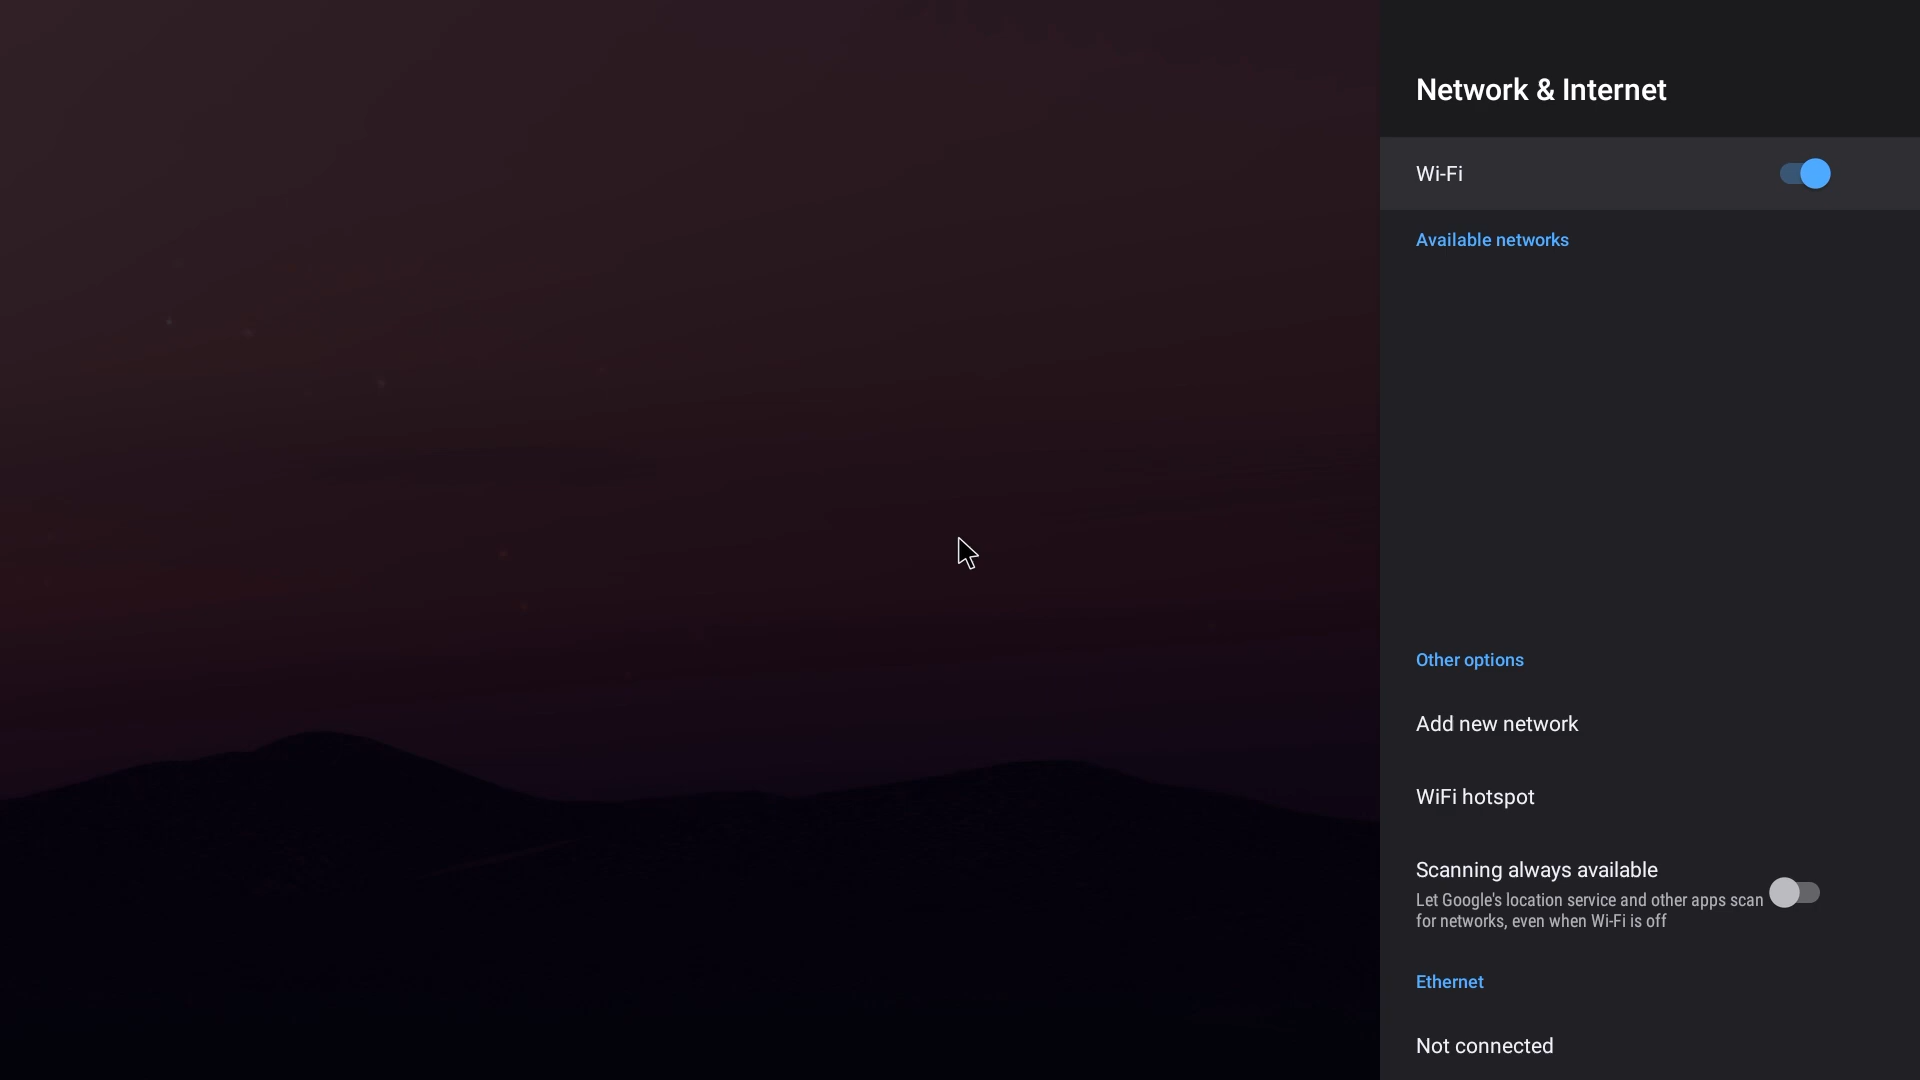 Network & Internet
Wi-Fi
Available networks
Other options
Add new network
WiFi hotspot
Scanning always available
Let Google's location service and other apps scan
for networks, even when Wi-Fi is off
Ethernet
Not connected